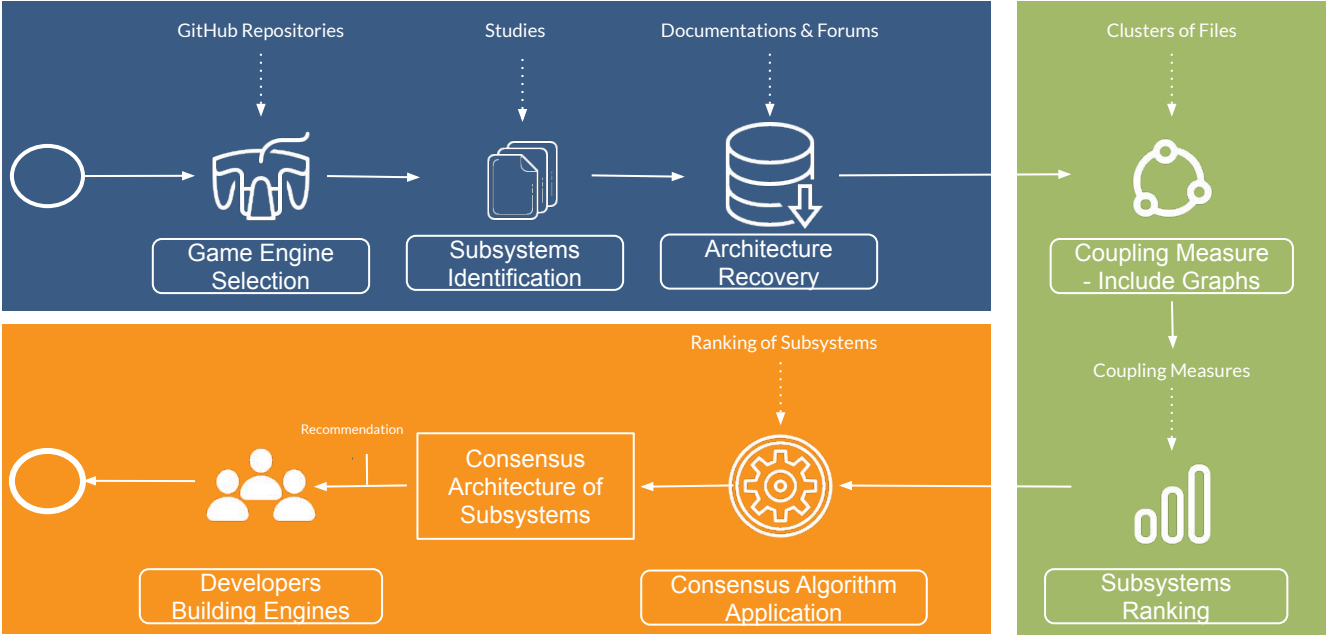 GitHub Repositories
Studies
Documentations & Forums
Clusters of Files
Game Engine
Selection
Subsystems
Identification
Architecture
Recovery
Coupling Measure
- Include Graphs
Coupling Measures
Ranking of Subsystems
Recommendation
Consensus
Architecture of
Subsystems
Developers
Building Engines
Consensus Algorithm
Application
Subsystems
Ranking